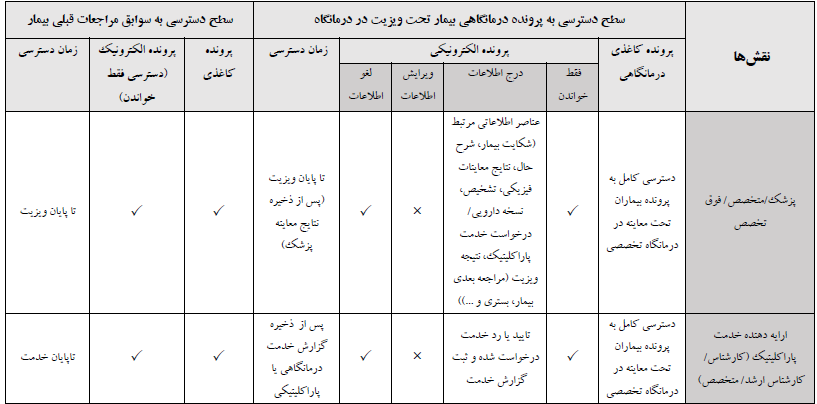 نقش‌ها
سطح دسترسی به پرونده درمانگاهی بیمار تحت ویزیت در درمانگاه
سطح دسترسی به سوابق مراجعات قبلی بیمار
پرونده کاغذی
درمانگاهی
پرونده الکترونیکی
زمان دسترسی
پرونده
کاغذی
پرونده الکترونیک
(دسترسی فقط
خواندن)
زمان دسترسی
فقط
خواندن
درج اطلاعات
ویرایش
اطلاعات
لغو
اطلاعات
پزشک/متخصص/ فوق
تخصص
دسترسی کامل به
پرونده بیماران
تحت معاینه در
درمانگاه تخصصی
✓
عناصر اطلاعاتی مرتبط
(شکایت بیمار، شرح
حال، نتایج معاینات
فیزیکی، تشخیص،
نسخه دارویی/
درخواست خدمت
پاراکلینیک، نتیجه
ویزیت (مراجعه بعدی
بیمار، بستری و ...))
×
✓
تا پایان ویزیت
(پس از ذخیره
نتایج معاینه
پزشک)
✓
✓
تا پایان ویزیت
ارایه دهنده خدمت
پاراکلینیک (کارشناس/
کارشناس ارشد/ متخصص)
دسترسی کامل به
پرونده بیماران
تحت معاینه در
درمانگاه تخصصی
✓
تایید یا رد خدمت
درخواست شده و ثبت
گزارش خدمت
×
✓
پس از ذخیره
گزارش خدمت
درمانگاهی یا
پاراکلینیکی
✓
✓
تاپایان خدمت